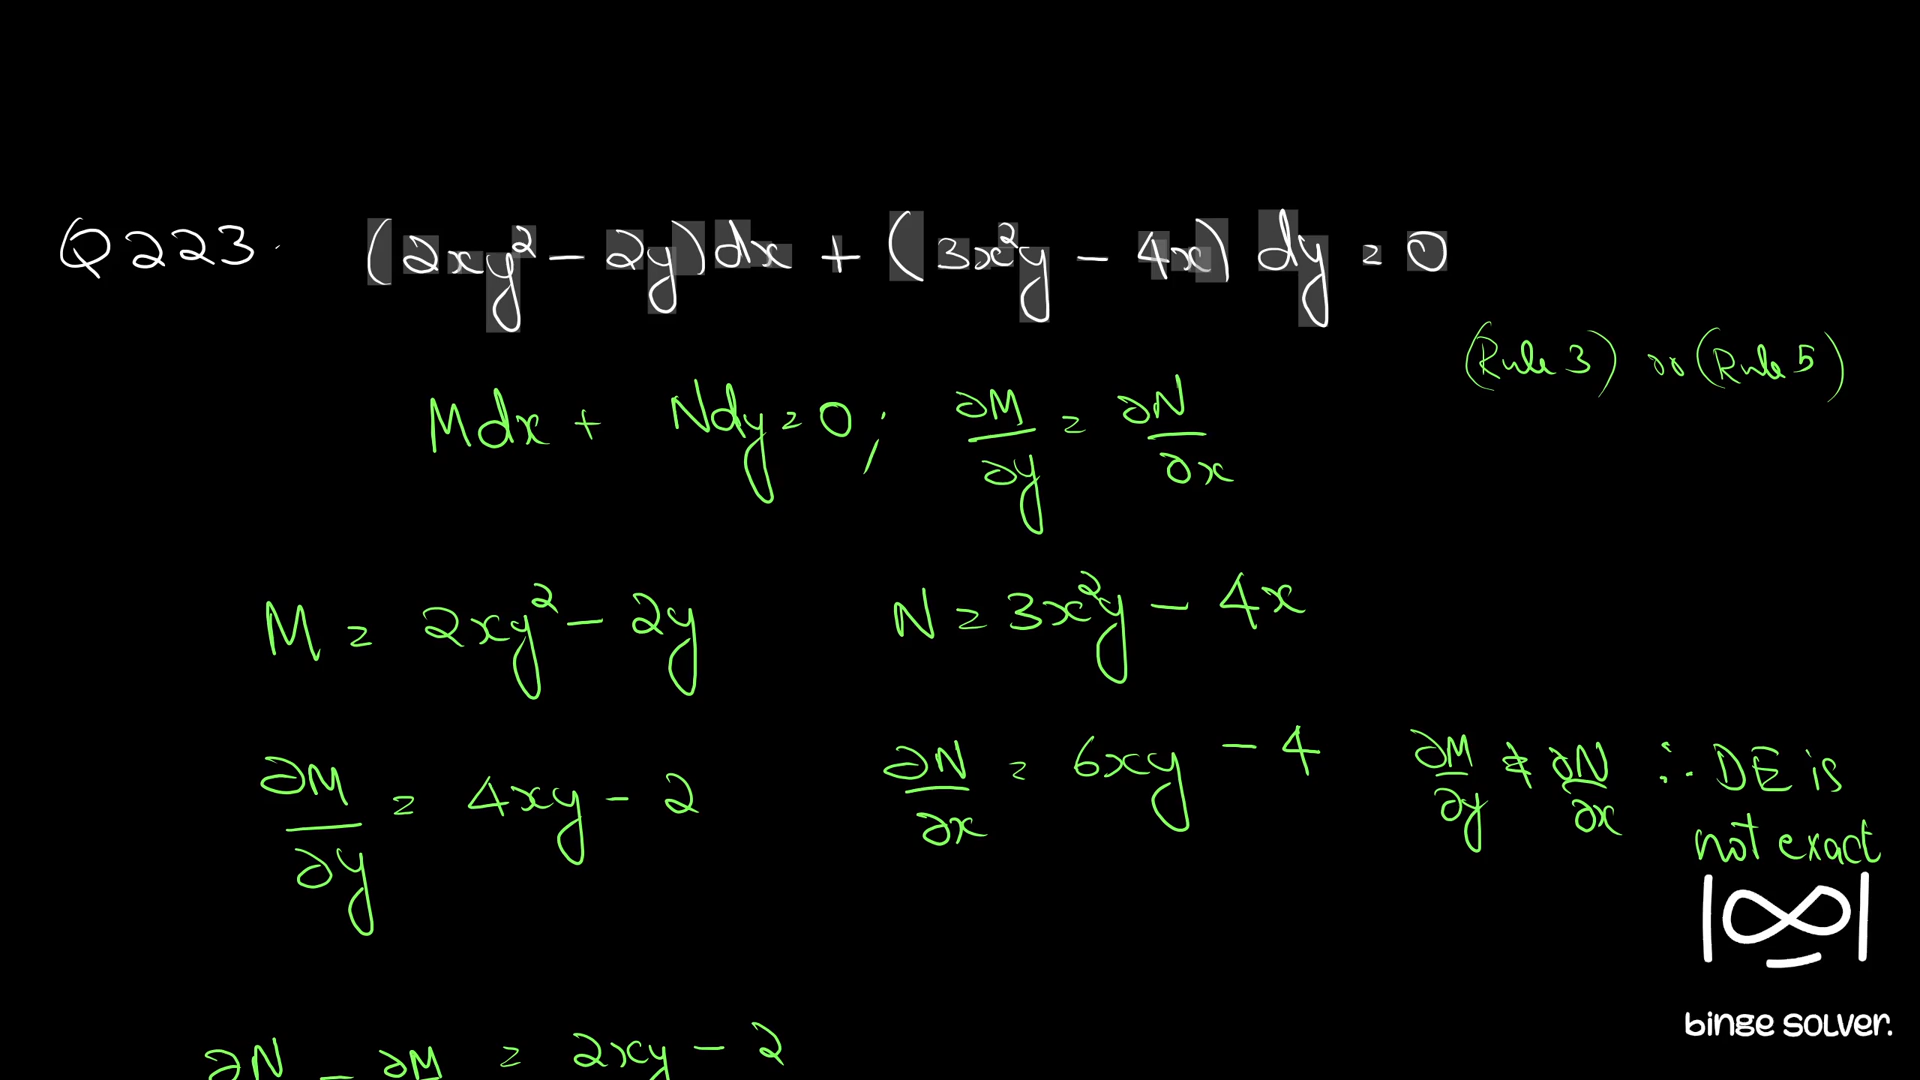 Q223. (2xy² - 2y)dx + (3x²y - 4x) dy = 0
(Rule 3) or (Rule 5)
Mdx + Ndy = 0 ; ∂M/∂y = ∂N/∂x
M = 2xy² - 2y N = 3x²y - 4x
∂M/∂y = 4xy - 2 ∂N/∂x = 6xy - 4 ∂M/∂y ≠ ∂N/∂x ∴ DE is
not exact
binge solver.
∂N - ∂M = 2xy - 2